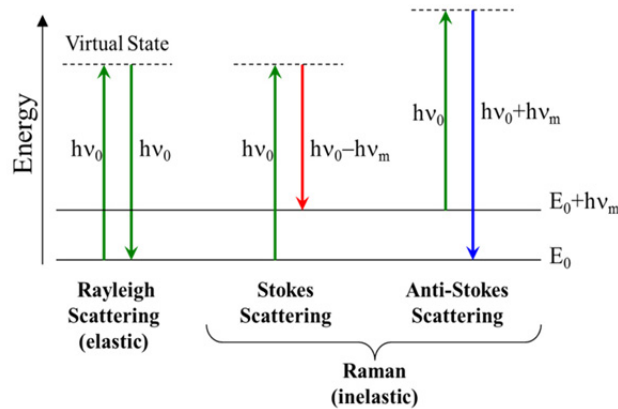 Energy
Virtual State
hν₀
hν₀
hν₀
hν₀–hνₘ
hν₀
hν₀+hνₘ
E₀+hνₘ
E₀
Rayleigh
Scattering
(elastic)
Stokes
Scattering
Anti-Stokes
Scattering
Raman
(inelastic)